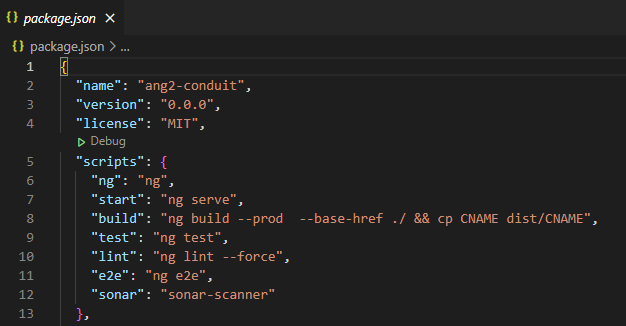 {} package.json ×
{} package.json > ...
1 {
2 "name": "ang2-conduit",
3 "version": "0.0.0",
4 "license": "MIT",
Debug
5 "scripts": {
6 "ng": "ng",
7 "start": "ng serve",
8 "build": "ng build --prod  --base-href ./ && cp CNAME dist/CNAME",
9 "test": "ng test",
10 "lint": "ng lint --force",
11 "e2e": "ng e2e",
12 "sonar": "sonar-scanner"
13 },